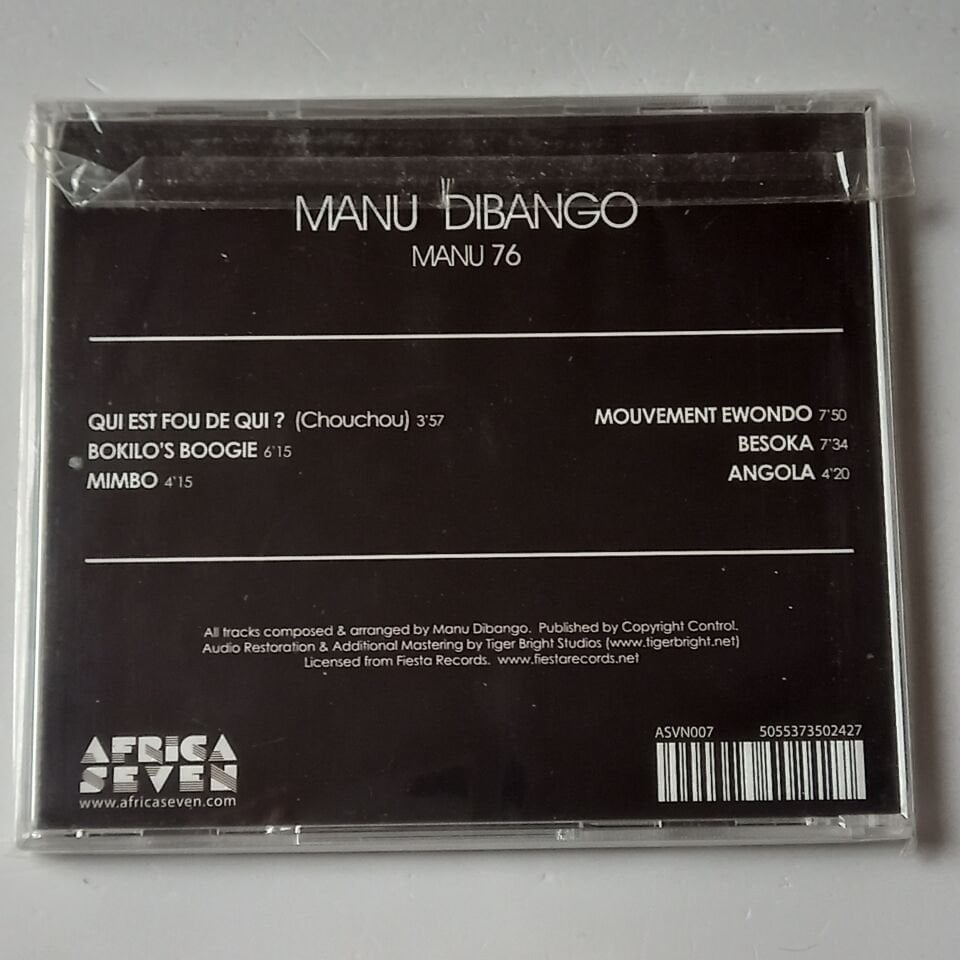 MANU DIBANGO
MANU 76
QUI EST FOU DE QUI ? (Chouchou) 3'57
BOKILO'S BOOGIE 6'15
MIMBO 4'15
MOUVEMENT EWONDO 7'50
BESOKA 7'34
ANGOLA 4'20
All tracks composed & arranged by Manu Dibango. Published by Copyright Control.
Audio Restoration & Additional Mastering by Tiger Bright Studios (www.tigerbright.net)
Licensed from Fiesta Records. www.fiestarecords.net
AFRICA
SEVEN
www.africaseven.com
ASVN007 5055373502427